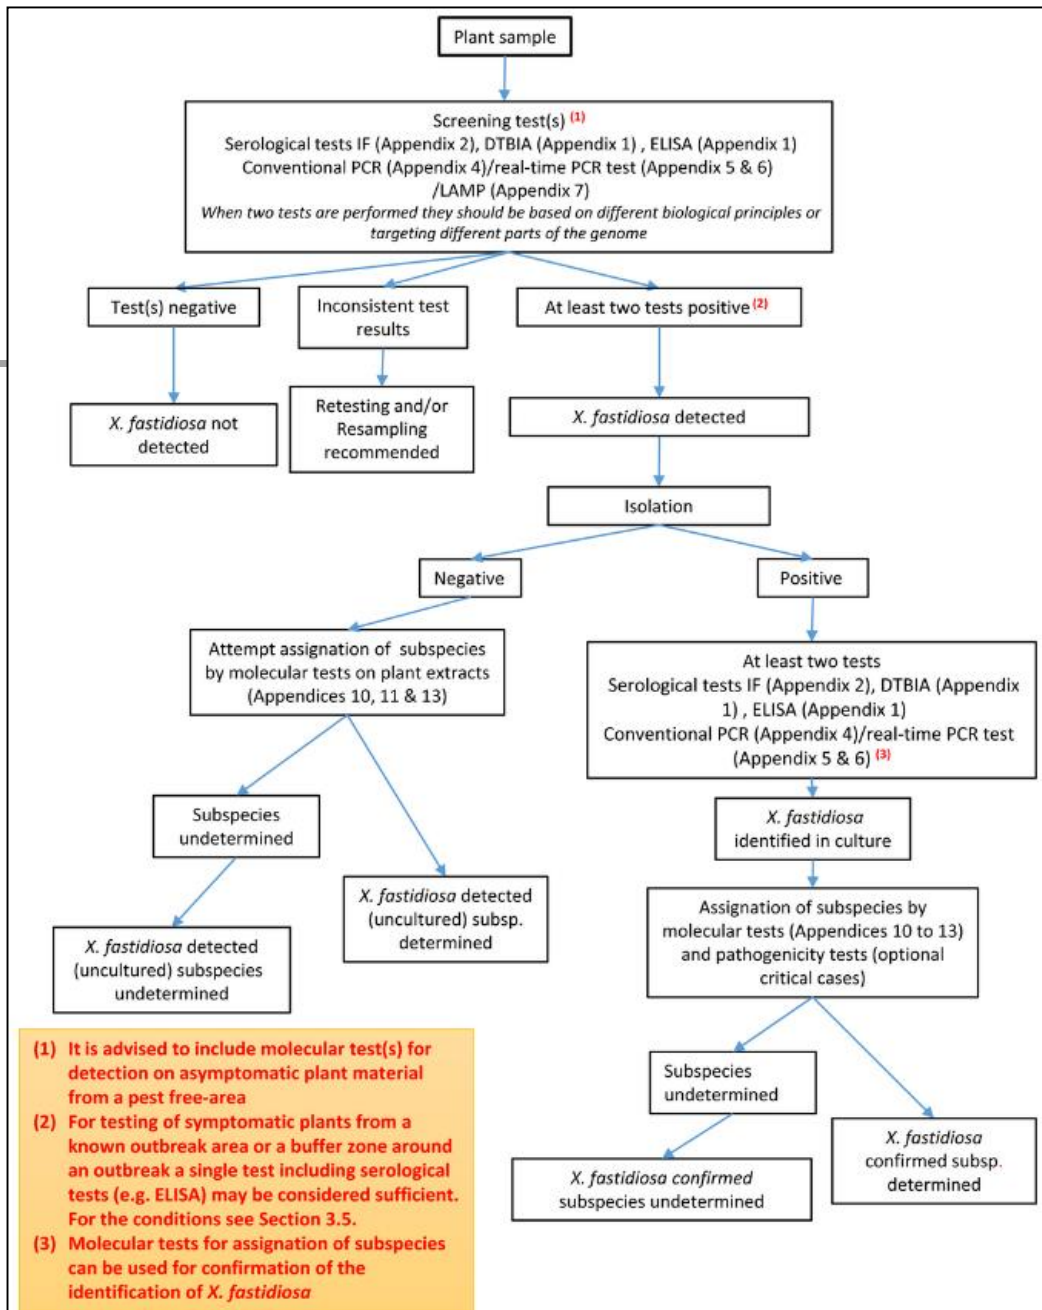 Plant sample
Screening test(s) (1)
Serological tests IF (Appendix 2), DTBIA (Appendix 1) , ELISA (Appendix 1)
Conventional PCR (Appendix 4)/real-time PCR test (Appendix 5 & 6)
/LAMP (Appendix 7)
When two tests are performed they should be based on different biological principles or
targeting different parts of the genome
Test(s) negative
Inconsistent test
results
At least two tests positive (2)
X. fastidiosa not
detected
Retesting and/or
Resampling
recommended
X. fastidiosa detected
Isolation
Negative
Positive
Attempt assignation of subspecies
by molecular tests on plant extracts
(Appendices 10, 11 & 13)
At least two tests
Serological tests IF (Appendix 2), DTBIA (Appendix
1) , ELISA (Appendix 1)
Conventional PCR (Appendix 4)/real-time PCR test
(Appendix 5 & 6) (3)
Subspecies
undetermined
X. fastidiosa
identified in culture
X. fastidiosa detected
(uncultured) subsp.
determined
X. fastidiosa detected
(uncultured) subspecies
undetermined
Assignation of subspecies by
molecular tests (Appendices 10 to 13)
and pathogenicity tests (optional
critical cases)
Subspecies
undetermined
X. fastidiosa
confirmed subsp.
determined
X. fastidiosa confirmed
subspecies undetermined
(1) It is advised to include molecular test(s) for
detection on asymptomatic plant material
from a pest free-area
(2) For testing of symptomatic plants from a
known outbreak area or a buffer zone around
an outbreak a single test including serological
tests (e.g. ELISA) may be considered sufficient.
For the conditions see Section 3.5.
(3) Molecular tests for assignation of subspecies
can be used for confirmation of the
identification of X. fastidiosa